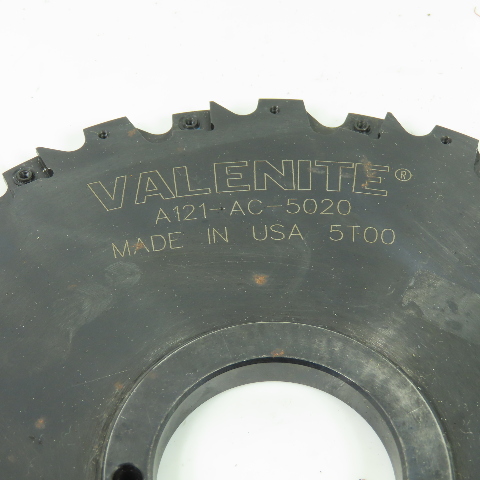 VALENITE®
A121-AC-5020
MADE IN USA 5T00